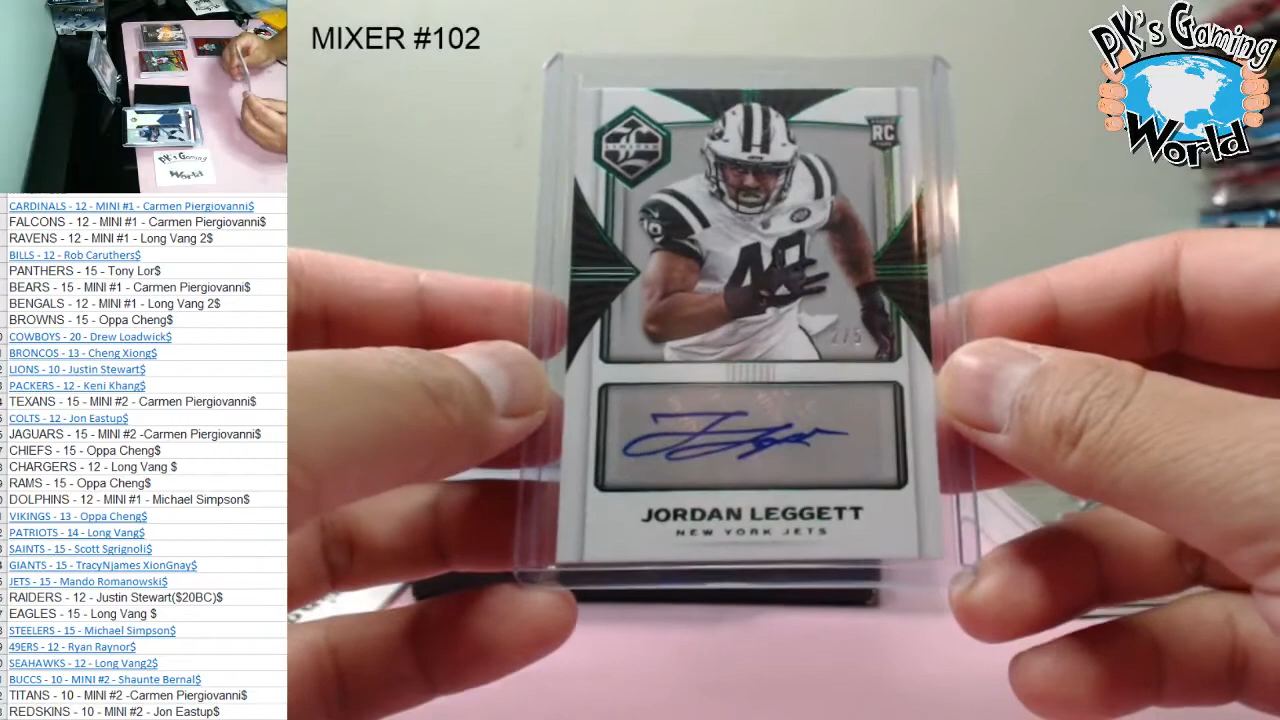 MIXER #102
PK's Gaming
World
PK's Gaming
World
CARDINALS - 12 - MINI #1 - Carmen Piergiovanni$
FALCONS - 12 - MINI #1 - Carmen Piergiovanni$
RAVENS - 12 - MINI #1 - Long Vang 2$
BILLS - 12 - Rob Caruthers$
PANTHERS - 15 - Tony Lor$
BEARS - 15 - MINI #1 - Carmen Piergiovanni$
BENGALS - 12 - MINI #1 - Long Vang 2$
BROWNS - 15 - Oppa Cheng$
COWBOYS - 20 - Drew Loadwick$
BRONCOS - 13 - Cheng Xiong$
LIONS - 10 - Justin Stewart$
PACKERS - 12 - Keni Khang$
TEXANS - 15 - MINI #2 - Carmen Piergiovanni$
COLTS - 12 - Jon Eastup$
JAGUARS - 15 - MINI #2 -Carmen Piergiovanni$
CHIEFS - 15 - Oppa Cheng$
CHARGERS - 12 - Long Vang $
RAMS - 15 - Oppa Cheng$
DOLPHINS - 12 - MINI #1 - Michael Simpson$
VIKINGS - 13 - Oppa Cheng$
PATRIOTS - 14 - Long Vang$
SAINTS - 15 - Scott Sgrignoli$
GIANTS - 15 - TracyNjames XionGnay$
JETS - 15 - Mando Romanowski$
RAIDERS - 12 - Justin Stewart($20BC)$
EAGLES - 15 - Long Vang $
STEELERS - 15 - Michael Simpson$
49ERS - 12 - Ryan Raynor$
SEAHAWKS - 12 - Long Vang2$
BUCCS - 10 - MINI #2 - Shaunte Bernal$
TITANS - 10 - MINI #2 -Carmen Piergiovanni$
REDSKINS - 10 - MINI #2 - Jon Eastup$
LIMITED
RC
48
2/5
JORDAN LEGGETT
NEW YORK JETS